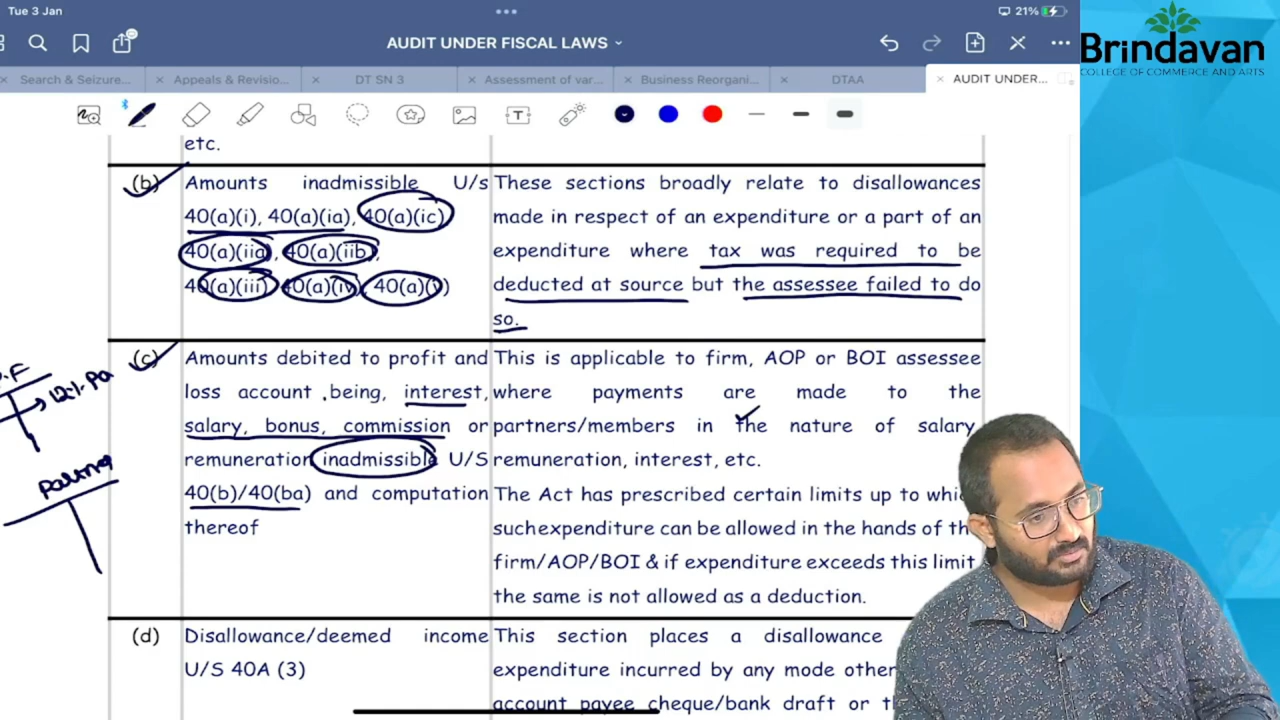 Tue 3 Jan
21%
AUDIT UNDER FISCAL LAWS
Brindavan
COLLEGE OF COMMERCE AND ARTS
Search & Seizure...
Appeals & Revisio...
DT SN 3
Assessment of var...
Business Reorgani...
DTAA
AUDIT UNDER...
etc.
(b)
Amounts inadmissible U/s
40(a)(i), 40(a)(ia), 40(a)(ic)
40(a)(iia), 40(a)(iib),
40(a)(iii) 40(a)(iv), 40(a)(v)
These sections broadly relate to disallowances
made in respect of an expenditure or a part of an
expenditure where tax was required to be
deducted at source but the assessee failed to do
so.
(c)
Amounts debited to profit and
loss account being, interest,
salary, bonus, commission or
remuneration inadmissible U/S
40(b)/40(ba) and computation
thereof
This is applicable to firm, AOP or BOI assessee
where payments are made to the
partners/members in the nature of salary
remuneration, interest, etc.
The Act has prescribed certain limits up to whic
suchexpenditure can be allowed in the hands of th
firm/AOP/BOI & if expenditure exceeds this limit
the same is not allowed as a deduction.
12% Pa
(d)
Disallowance/deemed income
U/S 40A (3)
This section places a disallowance
expenditure incurred by any mode other
account payee cheque/bank draft or th